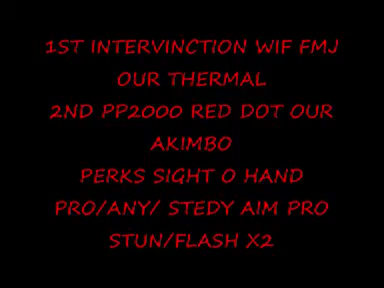 1ST INTERVINCTION WIF FMJ
OUR THERMAL
2ND PP2000 RED DOT OUR
AKIMBO
PERKS SIGHT O HAND
PRO/ANY/ STEDY AIM PRO
STUN/FLASH X2